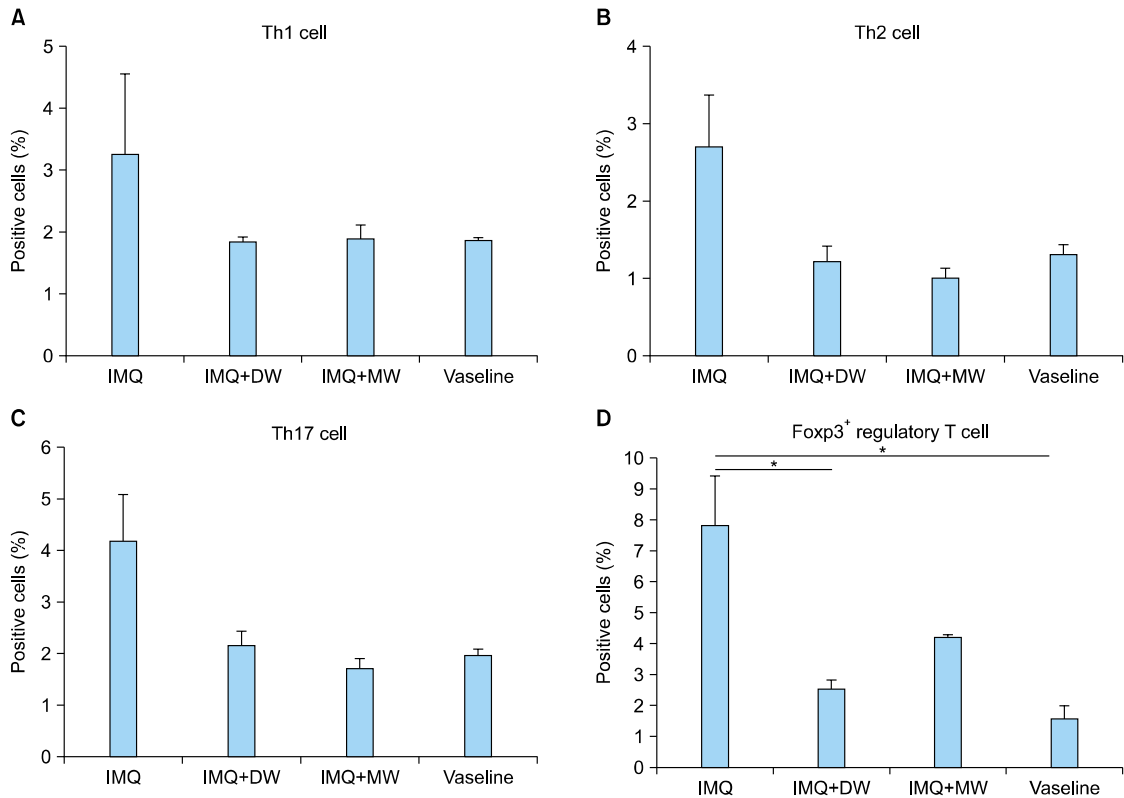 A
Th1 cell
Positive cells (%)
5
4
3
2
1
0
IMQ
IMQ+DW
IMQ+MW
Vaseline
B
Th2 cell
Positive cells (%)
4
3
2
1
0
IMQ
IMQ+DW
IMQ+MW
Vaseline
C
Th17 cell
Positive cells (%)
6
5
4
3
2
1
0
IMQ
IMQ+DW
IMQ+MW
Vaseline
D
Foxp3⁺ regulatory T cell
Positive cells (%)
*
*
10
9
8
7
6
5
4
3
2
1
0
IMQ
IMQ+DW
IMQ+MW
Vaseline